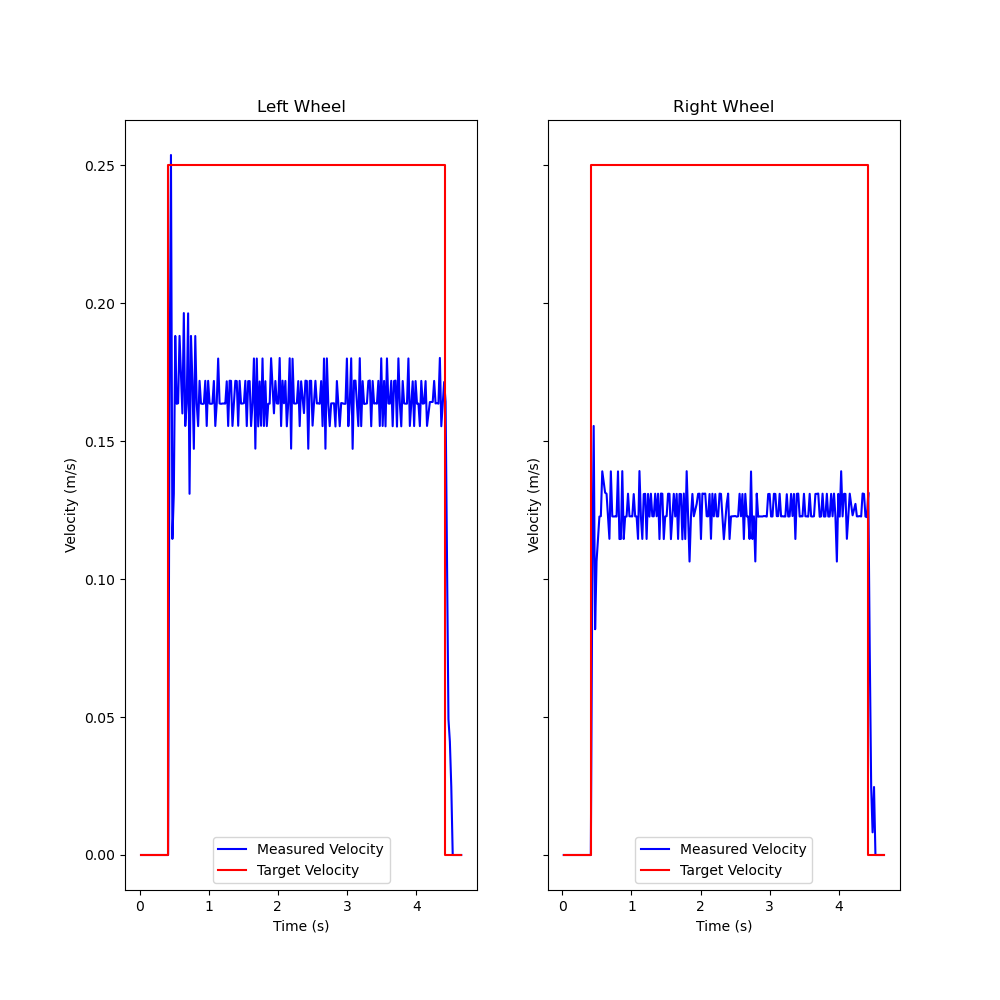 Left Wheel
0.25
0.20
0.15
0.10
0.05
0.00
Velocity (m/s)
0 1 2 3 4
Time (s)
Measured Velocity
Target Velocity
Right Wheel
Velocity (m/s)
0 1 2 3 4
Time (s)
Measured Velocity
Target Velocity